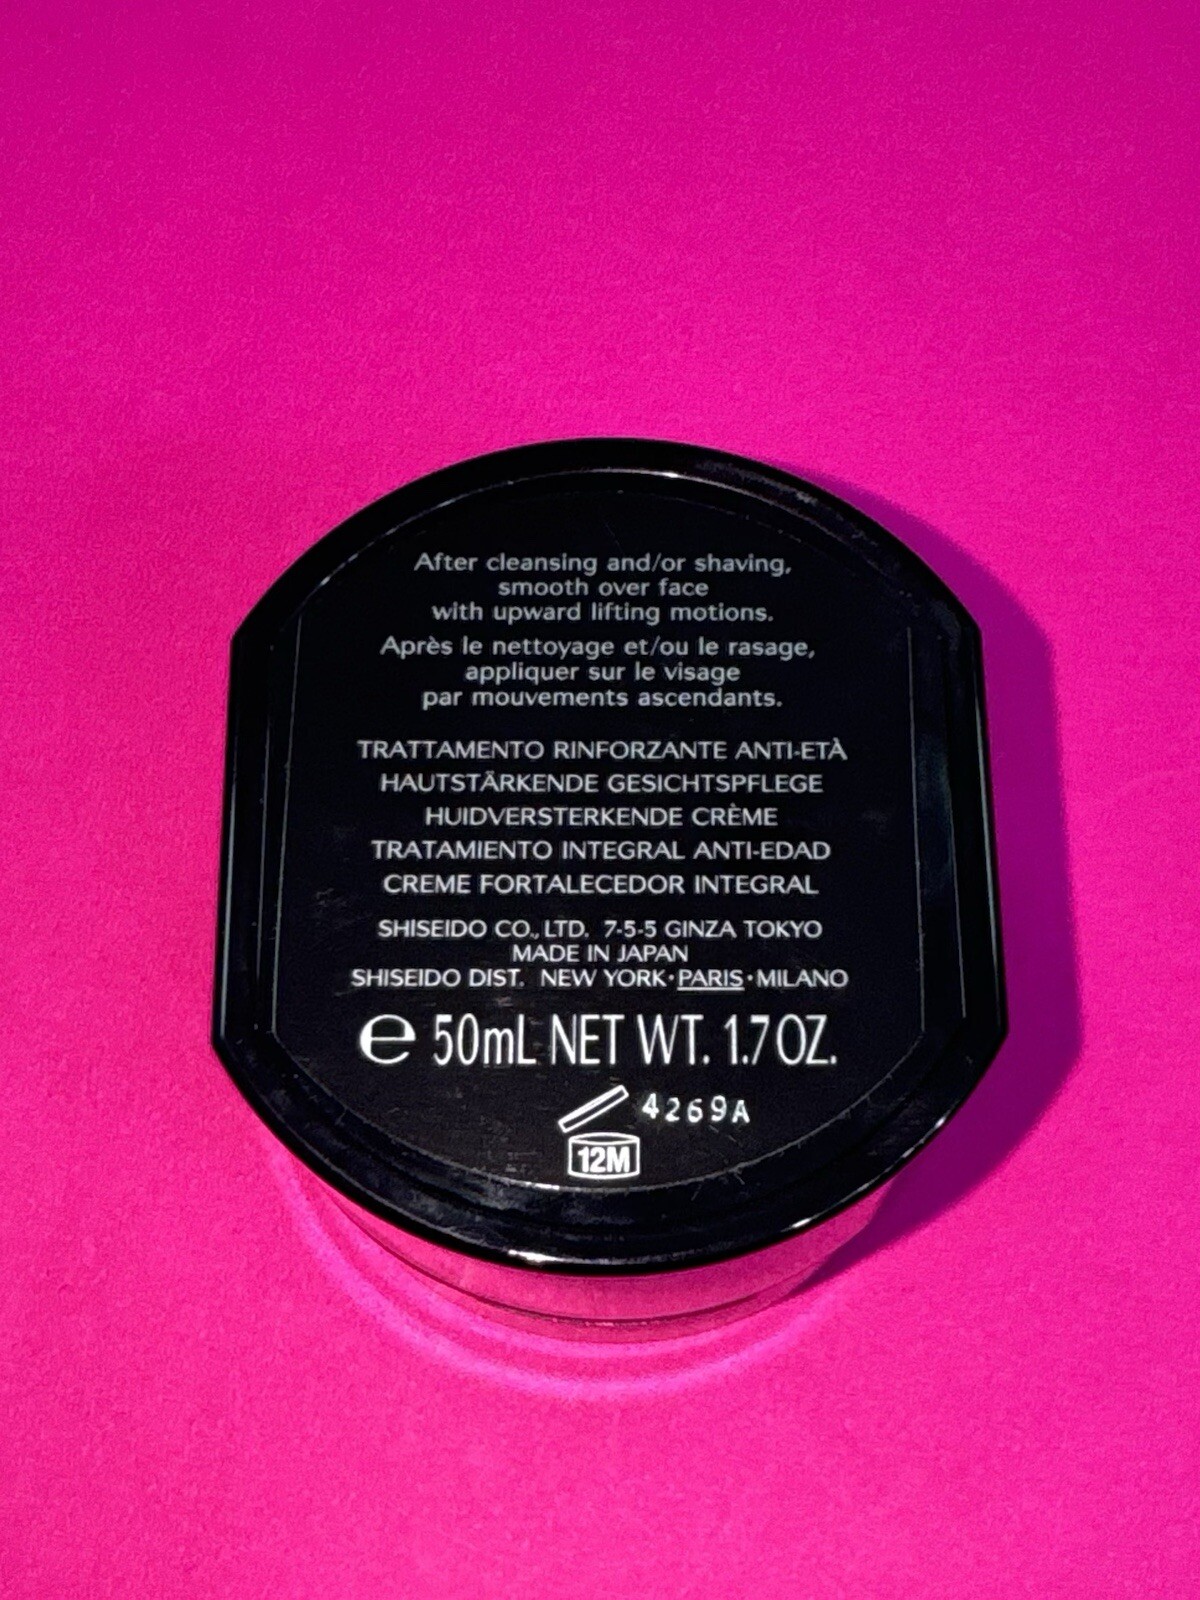 After cleansing and/or shaving,
smooth over face
with upward lifting motions.
Après le nettoyage et/ou le rasage,
appliquer sur le visage
par mouvements ascendants.
TRATTAMENTO RINFORZANTE ANTI-ETÀ
HAUTSTÄRKENDE GESICHTSPFLEGE
HUIDVERSTERKENDE CRÈME
TRATAMIENTO INTEGRAL ANTI-EDAD
CREME FORTALECEDOR INTEGRAL
SHISEIDO CO., LTD. 7-5-5 GINZA TOKYO
MADE IN JAPAN
SHISEIDO DIST. NEW YORK·PARIS·MILANO
℮ 50mL NET WT. 1.7 OZ.
4269A
12M